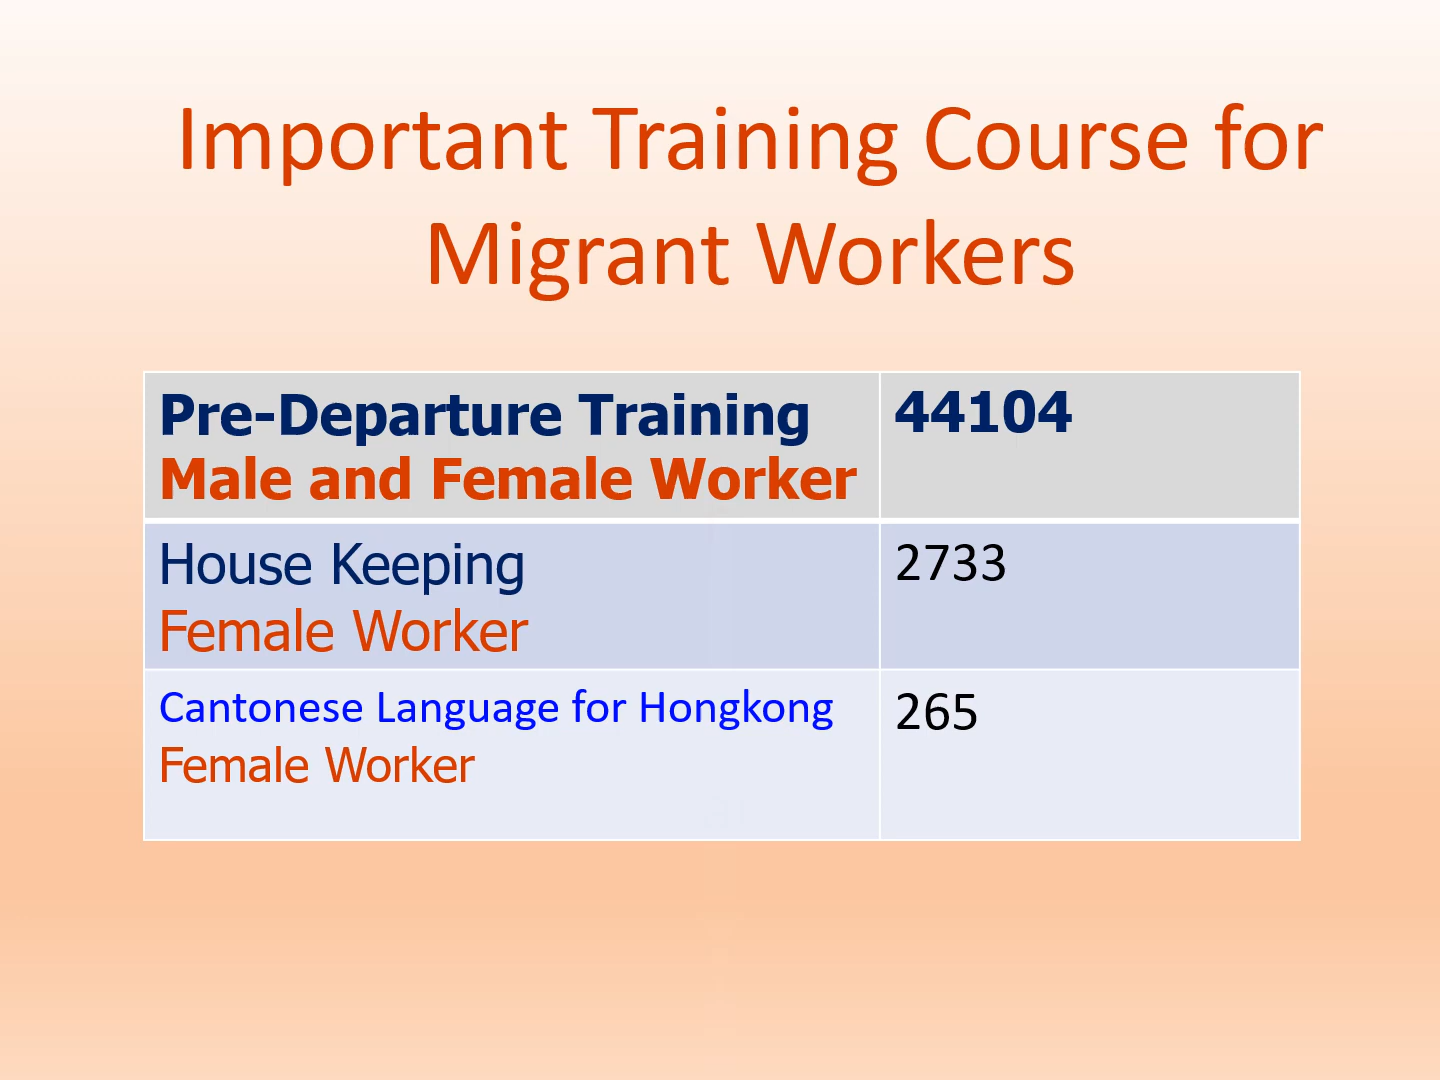 Important Training Course for
Migrant Workers
Pre-Departure Training
Male and Female Worker
44104
House Keeping
Female Worker
2733
Cantonese Language for Hongkong
Female Worker
265